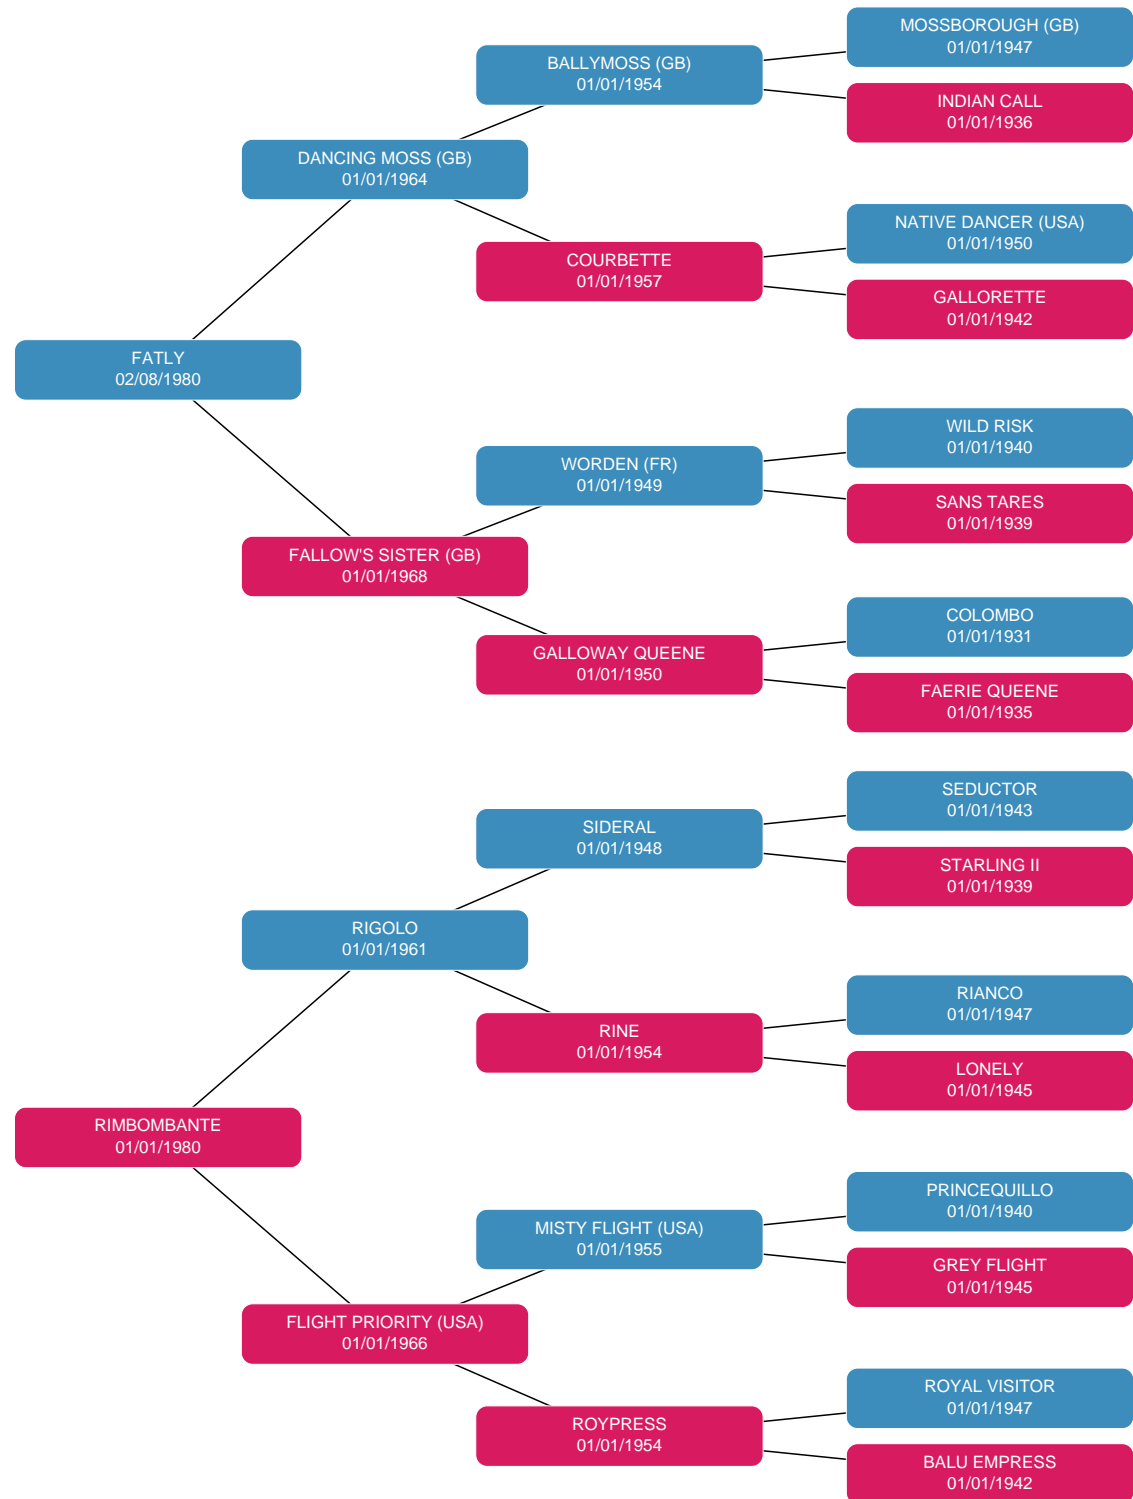 MOSSBOROUGH (GB)
01/01/1947
BALLYMOSS (GB)
01/01/1954
INDIAN CALL
01/01/1936
DANCING MOSS (GB)
01/01/1964
NATIVE DANCER (USA)
01/01/1950
COURBETTE
01/01/1957
GALLORETTE
01/01/1942
FATLY
02/08/1980
WILD RISK
01/01/1940
WORDEN (FR)
01/01/1949
SANS TARES
01/01/1939
FALLOW'S SISTER (GB)
01/01/1968
COLOMBO
01/01/1931
GALLOWAY QUEENE
01/01/1950
FAERIE QUEENE
01/01/1935
SEDUCTOR
01/01/1943
SIDERAL
01/01/1948
STARLING II
01/01/1939
RIGOLO
01/01/1961
RIANCO
01/01/1947
RINE
01/01/1954
LONELY
01/01/1945
RIMBOMBANTE
01/01/1980
PRINCEQUILLO
01/01/1940
MISTY FLIGHT (USA)
01/01/1955
GREY FLIGHT
01/01/1945
FLIGHT PRIORITY (USA)
01/01/1966
ROYAL VISITOR
01/01/1947
ROYPRESS
01/01/1954
BALU EMPRESS
01/01/1942